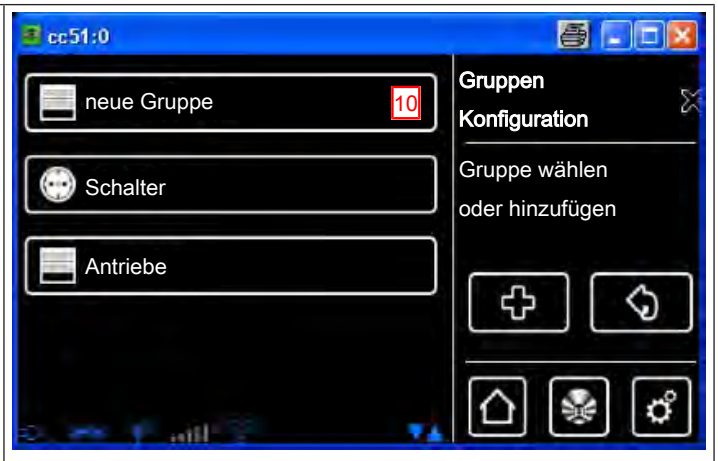 cc51:0
neue Gruppe 10
Schalter
Antriebe
Gruppen
Konfiguration
Gruppe wählen
oder hinzufügen